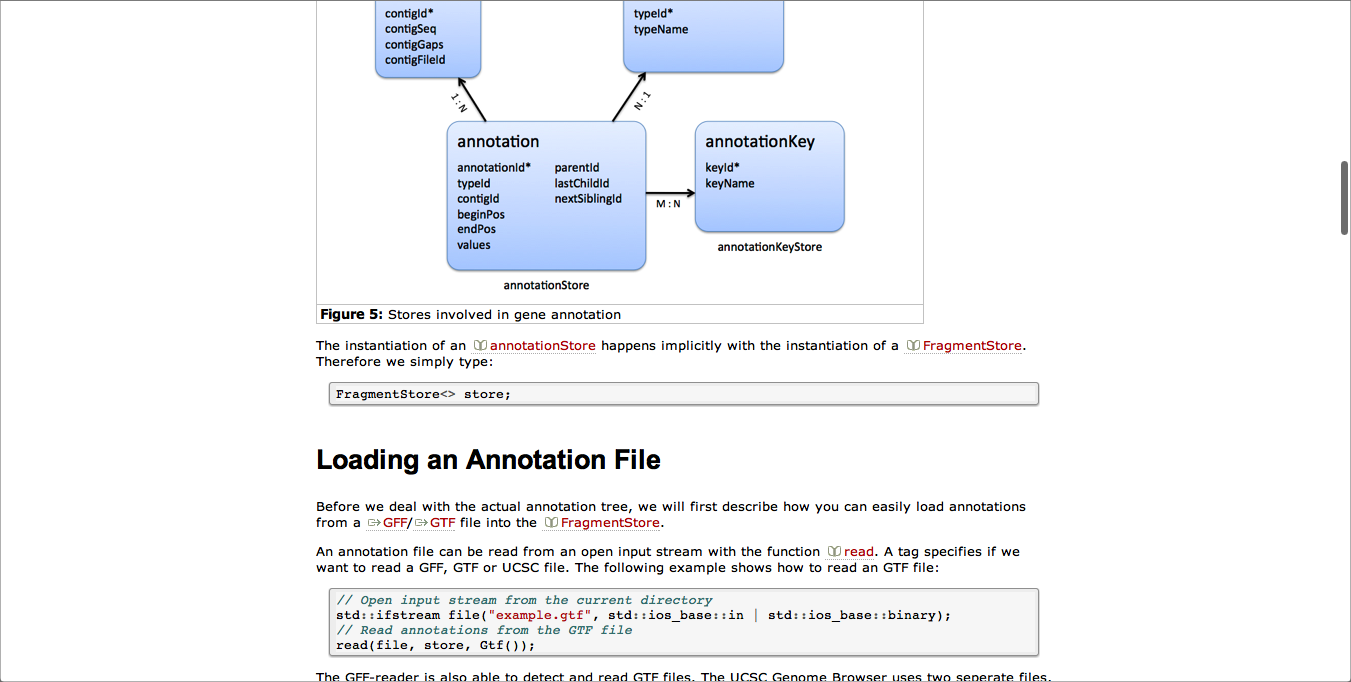 contigId*
contigSeq
contigGaps
contigFileId
typeId*
typeName
1:N
N:1
annotation
annotationId* parentId
typeId lastChildId
contigId nextSiblingId
beginPos
endPos
values
M:N
annotationKey
keyId*
keyName
annotationKeyStore
annotationStore
Figure 5: Stores involved in gene annotation
The instantiation of an annotationStore happens implicitly with the instantiation of a FragmentStore.
Therefore we simply type:
FragmentStore<> store;
Loading an Annotation File
Before we deal with the actual annotation tree, we will first describe how you can easily load annotations
from a GFF/GTF file into the FragmentStore.
An annotation file can be read from an open input stream with the function read. A tag specifies if we
want to read a GFF, GTF or UCSC file. The following example shows how to read an GTF file:
// Open input stream from the current directory
std::ifstream file("example.gtf", std::ios_base::in | std::ios_base::binary);
// Read annotations from the GTF file
read(file, store, Gtf());
The GFF-reader is also able to detect and read GTF files. The UCSC Genome Browser uses two seperate files,